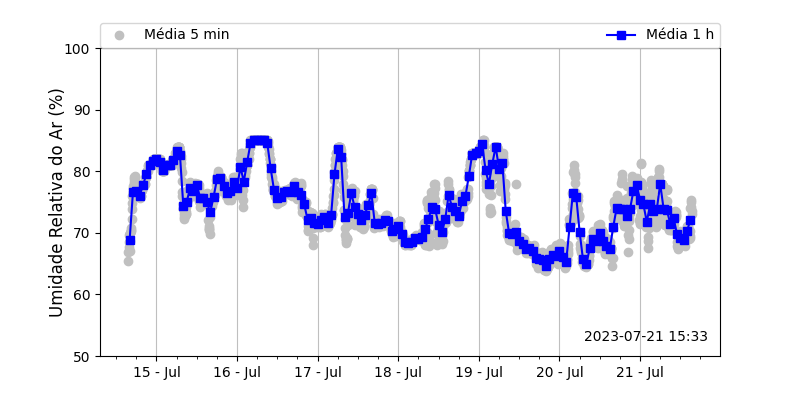 Média 5 min
Média 1 h
Umidade Relativa do Ar (%)
100
90
80
70
60
50
2023-07-21 15:33
15 - Jul
16 - Jul
17 - Jul
18 - Jul
19 - Jul
20 - Jul
21 - Jul